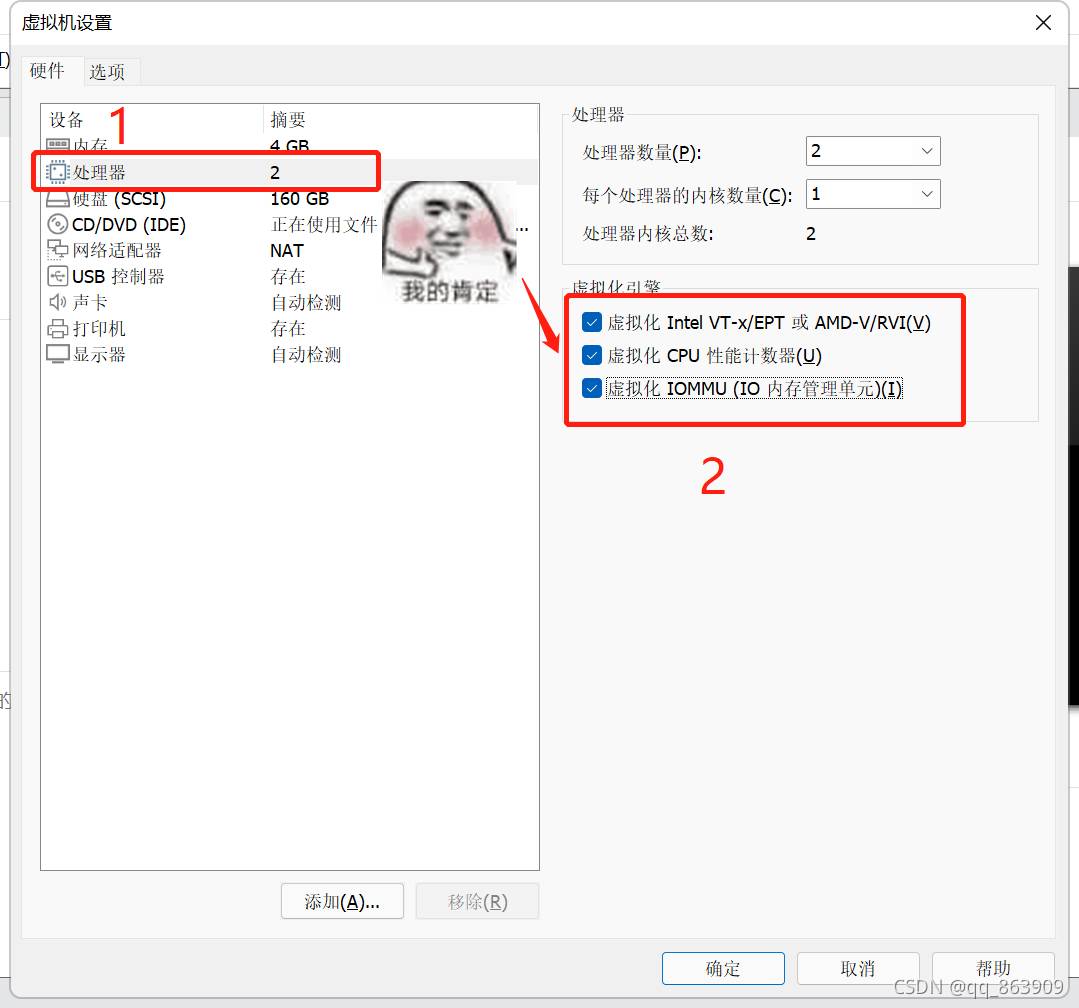 虚拟机设置
硬件 选项
设备 摘要
1
内存 4 GB
处理器 2
硬盘 (SCSI) 160 GB
CD/DVD (IDE) 正在使用文件 ...
网络适配器 NAT
USB 控制器 存在
声卡 自动检测
打印机 存在
显示器 自动检测
我的肯定
处理器
处理器数量(P): 2
每个处理器的内核数量(C): 1
处理器内核总数: 2
虚拟化引擎
虚拟化 Intel VT-x/EPT 或 AMD-V/RVI(V)
虚拟化 CPU 性能计数器(U)
虚拟化 IOMMU (IO 内存管理单元)(I)
2
添加(A)... 移除(R)
确定 取消 帮助
CSDN @qq_863909
的